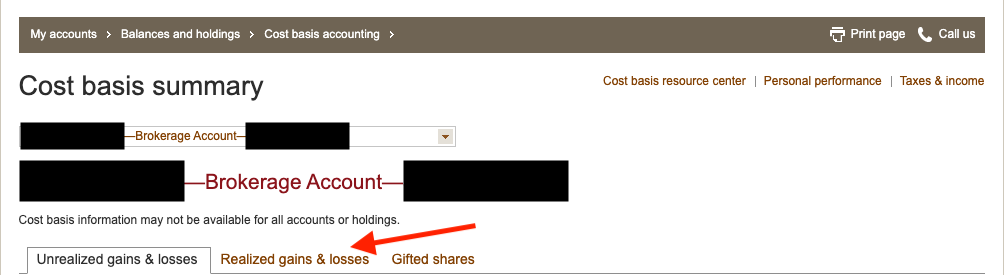 My accounts > Balances and holdings > Cost basis accounting >
Print page
Call us
Cost basis summary
Cost basis resource center | Personal performance | Taxes & income
—Brokerage Account—
—Brokerage Account—
Cost basis information may not be available for all accounts or holdings.
Unrealized gains & losses
Realized gains & losses
Gifted shares